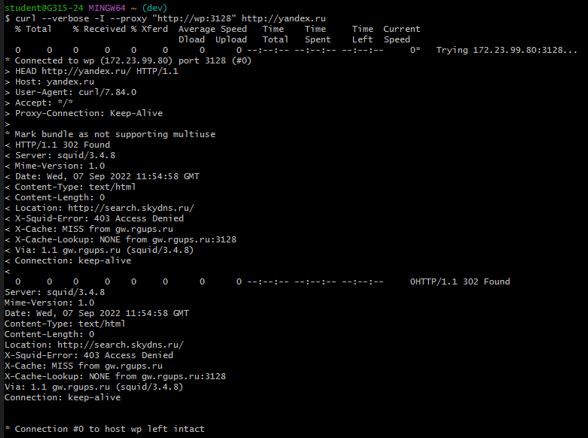 student@G315-24 MINGW64 ~ (dev)
$ curl --verbose -I --proxy "http://wp:3128" http://yandex.ru
% Total % Received % Xferd Average Speed Time Time Time Current
Dload Upload Total Spent Left Speed
0 0 0 0 0 0 0 0 --:--:-- --:--:-- --:--:-- 0* Trying 172.23.99.80:3128...
* Connected to wp (172.23.99.80) port 3128 (#0)
> HEAD http://yandex.ru/ HTTP/1.1
> Host: yandex.ru
> User-Agent: curl/7.84.0
> Accept: */*
> Proxy-Connection: Keep-Alive
>
* Mark bundle as not supporting multiuse
< HTTP/1.1 302 Found
< Server: squid/3.4.8
< Mime-Version: 1.0
< Date: Wed, 07 Sep 2022 11:54:58 GMT
< Content-Type: text/html
< Content-Length: 0
< Location: http://search.skydns.ru/
< X-Squid-Error: 403 Access Denied
< X-Cache: MISS from gw.rgups.ru
< X-Cache-Lookup: NONE from gw.rgups.ru:3128
< Via: 1.1 gw.rgups.ru (squid/3.4.8)
< Connection: keep-alive
<
0 0 0 0 0 0 0 0 --:--:-- --:--:-- --:--:-- 0HTTP/1.1 302 Found
Server: squid/3.4.8
Mime-Version: 1.0
Date: Wed, 07 Sep 2022 11:54:58 GMT
Content-Type: text/html
Content-Length: 0
Location: http://search.skydns.ru/
X-Squid-Error: 403 Access Denied
X-Cache: MISS from gw.rgups.ru
X-Cache-Lookup: NONE from gw.rgups.ru:3128
Via: 1.1 gw.rgups.ru (squid/3.4.8)
Connection: keep-alive
* Connection #0 to host wp left intact